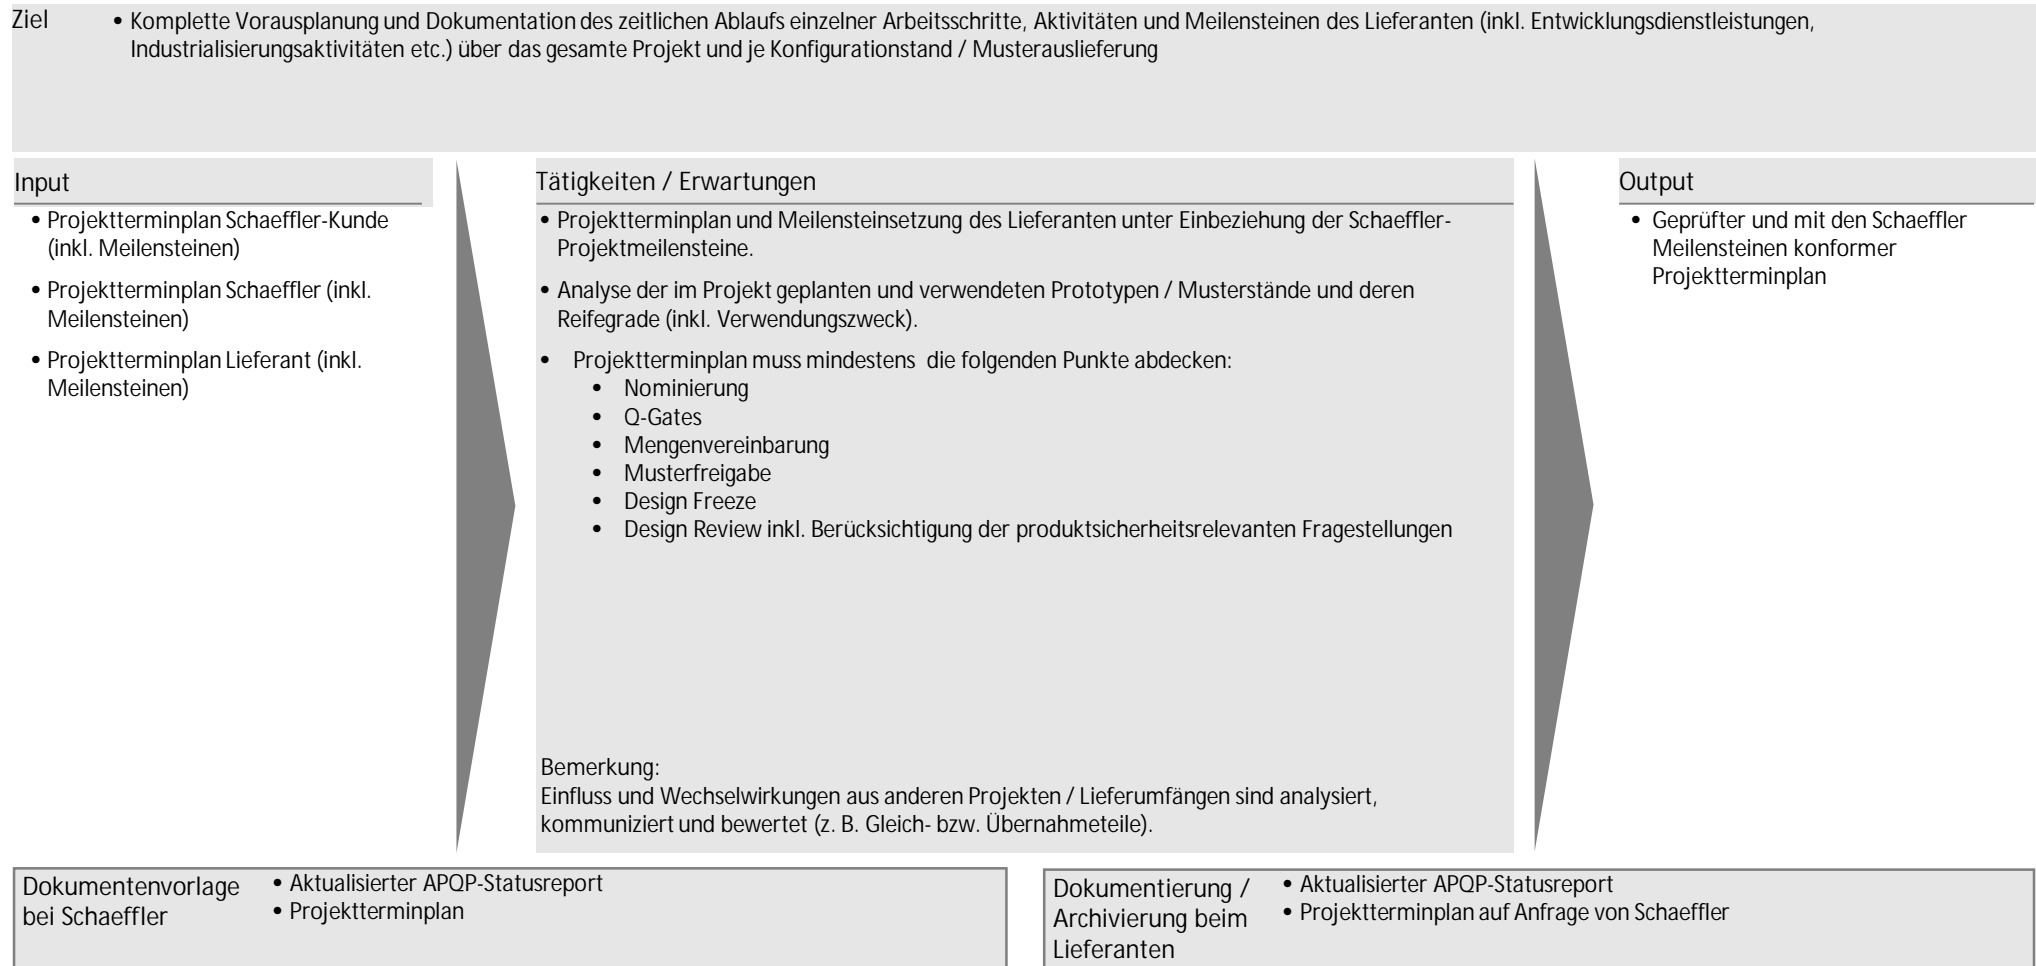 Ziel
• Komplette Vorausplanung und Dokumentation des zeitlichen Ablaufs einzelner Arbeitsschritte, Aktivitäten und Meilensteinen des Lieferanten (inkl. Entwicklungsdienstleistungen,
Industrialisierungsaktivitäten etc.) über das gesamte Projekt und je Konfigurationstand / Musterauslieferung
Input
• Projektterminplan Schaeffler-Kunde
(inkl. Meilensteinen)
• Projektterminplan Schaeffler (inkl.
Meilensteinen)
• Projektterminplan Lieferant (inkl.
Meilensteinen)
Tätigkeiten / Erwartungen
• Projektterminplan und Meilensteinsetzung des Lieferanten unter Einbeziehung der Schaeffler-
Projektmeilensteine.
• Analyse der im Projekt geplanten und verwendeten Prototypen / Musterstände und deren
Reifegrade (inkl. Verwendungszweck).
• Projektterminplan muss mindestens die folgenden Punkte abdecken:
• Nominierung
• Q-Gates
• Mengenvereinbarung
• Musterfreigabe
• Design Freeze
• Design Review inkl. Berücksichtigung der produktsicherheitsrelevanten Fragestellungen
Bemerkung:
Einfluss und Wechselwirkungen aus anderen Projekten / Lieferumfängen sind analysiert,
kommuniziert und bewertet (z. B. Gleich- bzw. Übernahmeteile).
Output
• Geprüfter und mit den Schaeffler
Meilensteinen konformer
Projektterminplan
Dokumentenvorlage
bei Schaeffler
• Aktualisierter APQP-Statusreport
• Projektterminplan
Dokumentierung /
Archivierung beim
Lieferanten
• Aktualisierter APQP-Statusreport
• Projektterminplan auf Anfrage von Schaeffler